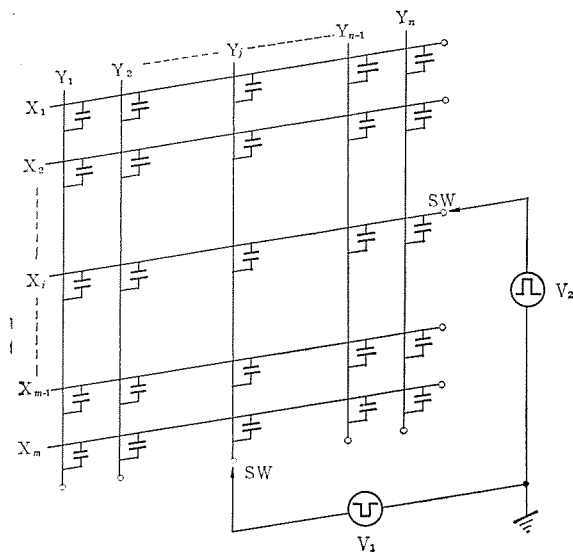 Y₁ Y₂ Yⱼ Yₙ₋₁ Yₙ
X₁
X₂
SW
Xᵢ
V₂
Xₘ₋₁
Xₘ
SW
V₁